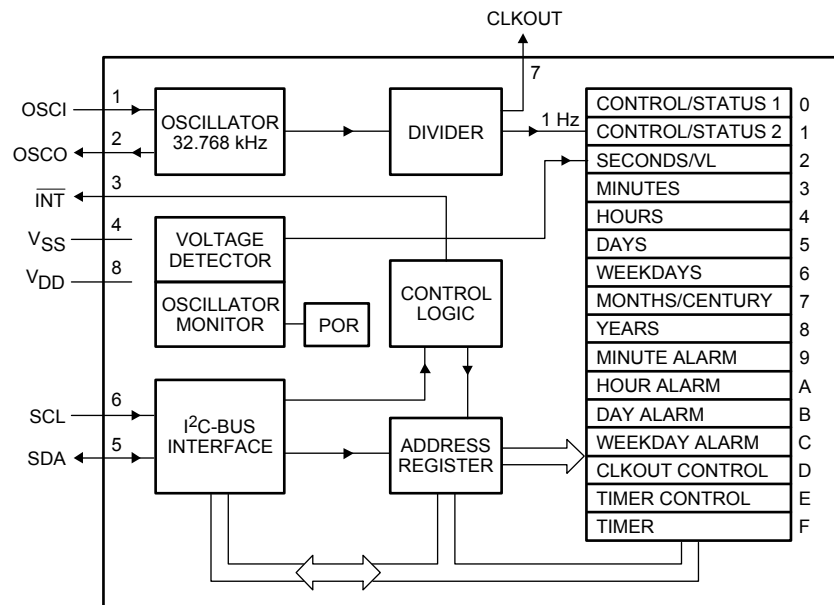 CLKOUT
7
OSCI
1
OSCILLATOR
32.768 kHz
DIVIDER
1 Hz
OSCO
2
INT
3
VSS
4
VDD
8
VOLTAGE
DETECTOR
OSCILLATOR
MONITOR
POR
CONTROL
LOGIC
SCL
6
SDA
5
I2C-BUS
INTERFACE
ADDRESS
REGISTER
CONTROL/STATUS 1 0
CONTROL/STATUS 2 1
SECONDS/VL 2
MINUTES 3
HOURS 4
DAYS 5
WEEKDAYS 6
MONTHS/CENTURY 7
YEARS 8
MINUTE ALARM 9
HOUR ALARM A
DAY ALARM B
WEEKDAY ALARM C
CLKOUT CONTROL D
TIMER CONTROL E
TIMER F